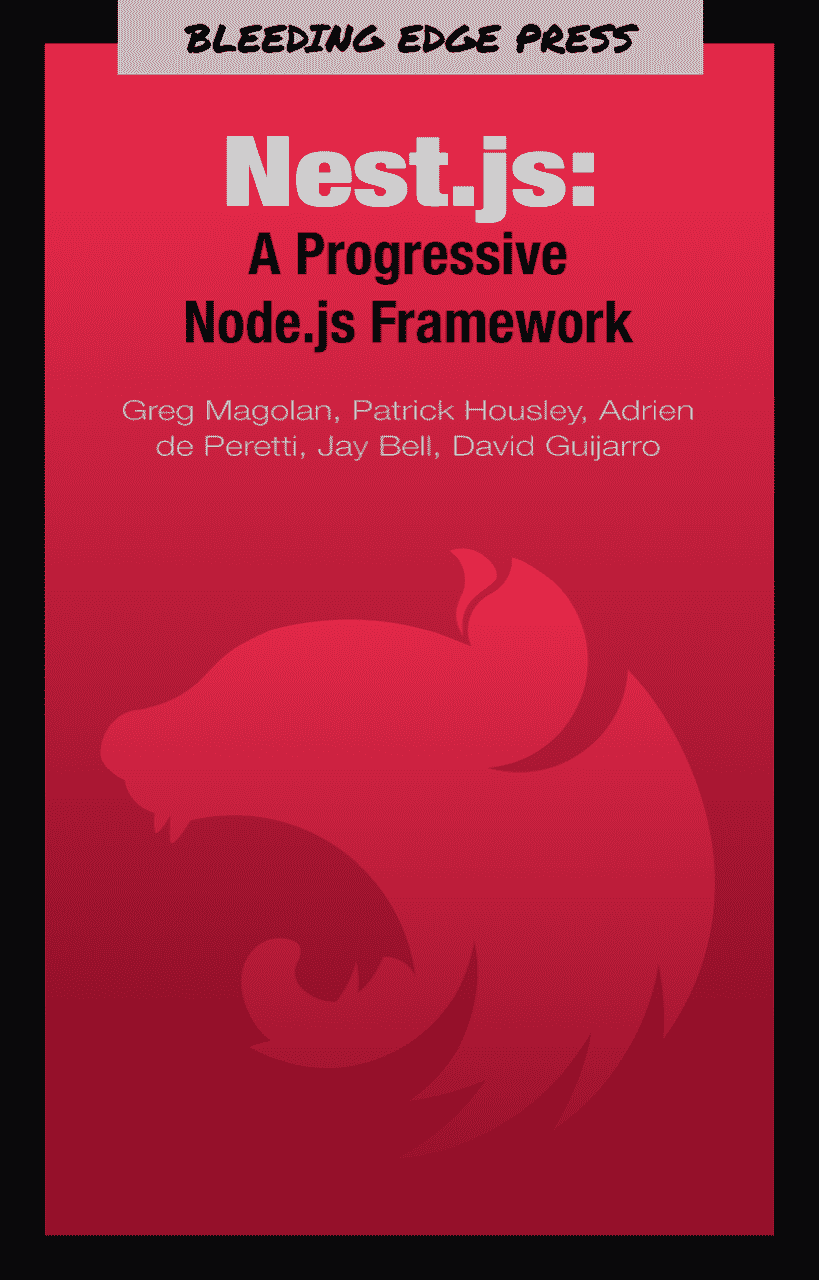 BLEEDING EDGE PRESS
Nest.js:
A Progressive
Node.js Framework
Greg Magolan, Patrick Housley, Adrien
de Peretti, Jay Bell, David Guijarro